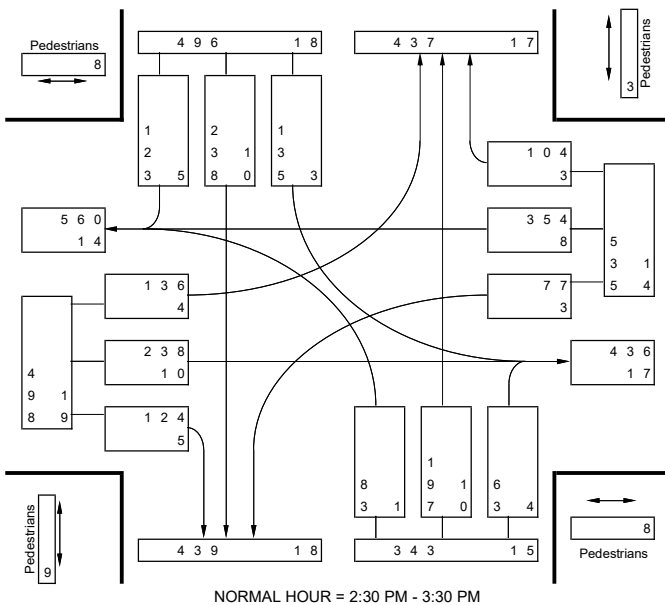 Pedestrians
8
4 9 6 1 8
4 3 7 1 7
3
Pedestrians
1
2
3 5
2
3 1
8 0
1
3
5 3
1 0 4
3
5 6 0
1 4
3 5 4
8
5
3 1
5 4
1 3 6
4
7 7
3
2 3 8
1 0
4 3 6
1 7
4
9 1
8 9
1 2 4
5
8
3 1
1
9 1
7 0
6
3 4
Pedestrians
9
4 3 9 1 8
3 4 3 1 5
8
Pedestrians
NORMAL HOUR = 2:30 PM - 3:30 PM